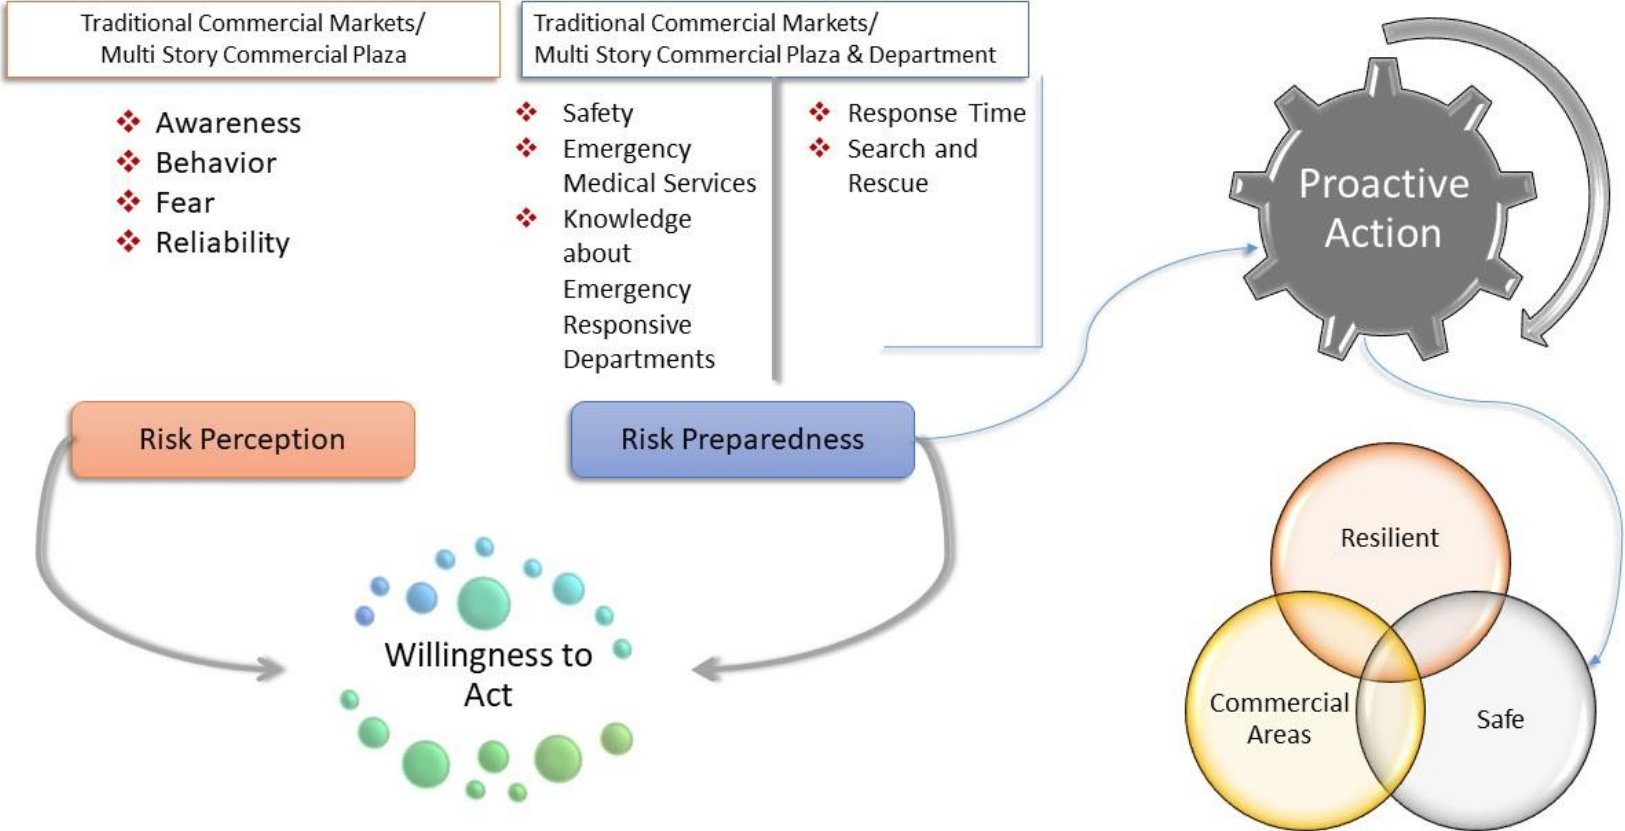 Traditional Commercial Markets/
Multi Story Commercial Plaza
Awareness
Behavior
Fear
Reliability
Traditional Commercial Markets/
Multi Story Commercial Plaza & Department
Safety
Emergency
Medical Services
Knowledge
about
Emergency
Responsive
Departments
Response Time
Search and
Rescue
Risk Perception
Risk Preparedness
Willingness to
Act
Proactive
Action
Resilient
Commercial
Areas
Safe